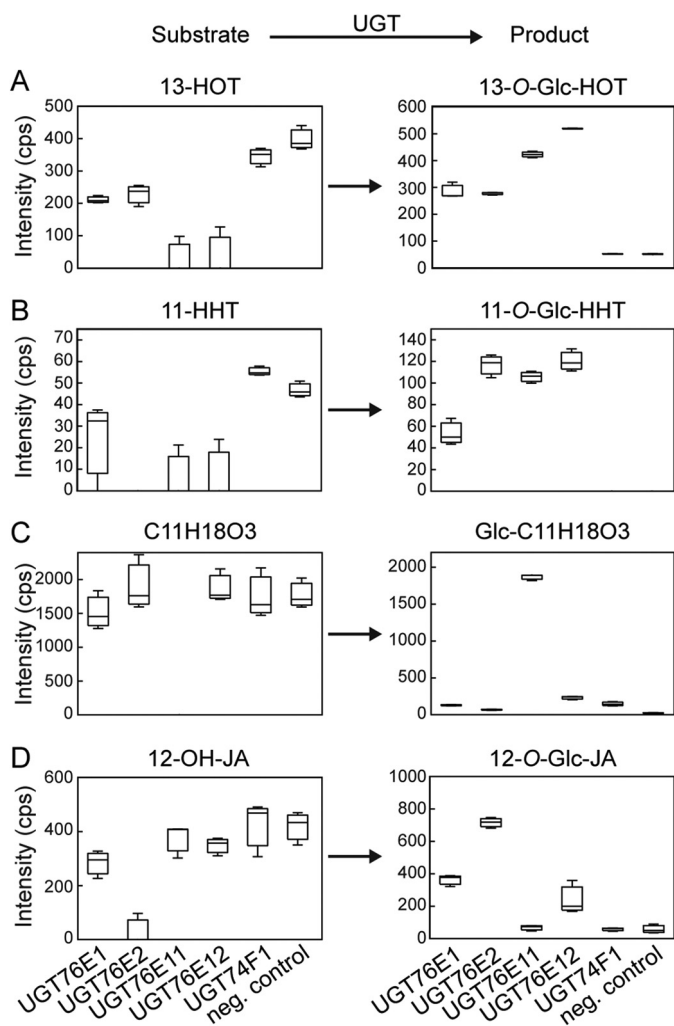 Substrate UGT Product
A 13-HOT 13-O-Glc-HOT
Intensity (cps)
500
400
300
200
100
0
600
500
400
300
200
100
0
B 11-HHT 11-O-Glc-HHT
Intensity (cps)
70
60
50
40
30
20
10
0
140
120
100
80
60
40
20
0
C C11H18O3 Glc-C11H18O3
Intensity (cps)
2000
1500
1000
500
0
2000
1500
1000
500
0
D 12-OH-JA 12-O-Glc-JA
Intensity (cps)
600
400
200
0
1000
800
600
400
200
0
UGT76E1
UGT76E2
UGT76E11
UGT76E12
UGT74F1
neg. control
UGT76E1
UGT76E2
UGT76E11
UGT76E12
UGT74F1
neg. control